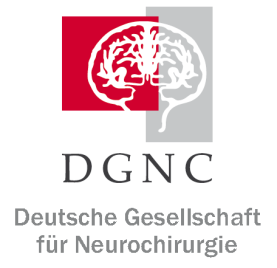 DGNC
Deutsche Gesellschaft
für Neurochirurgie